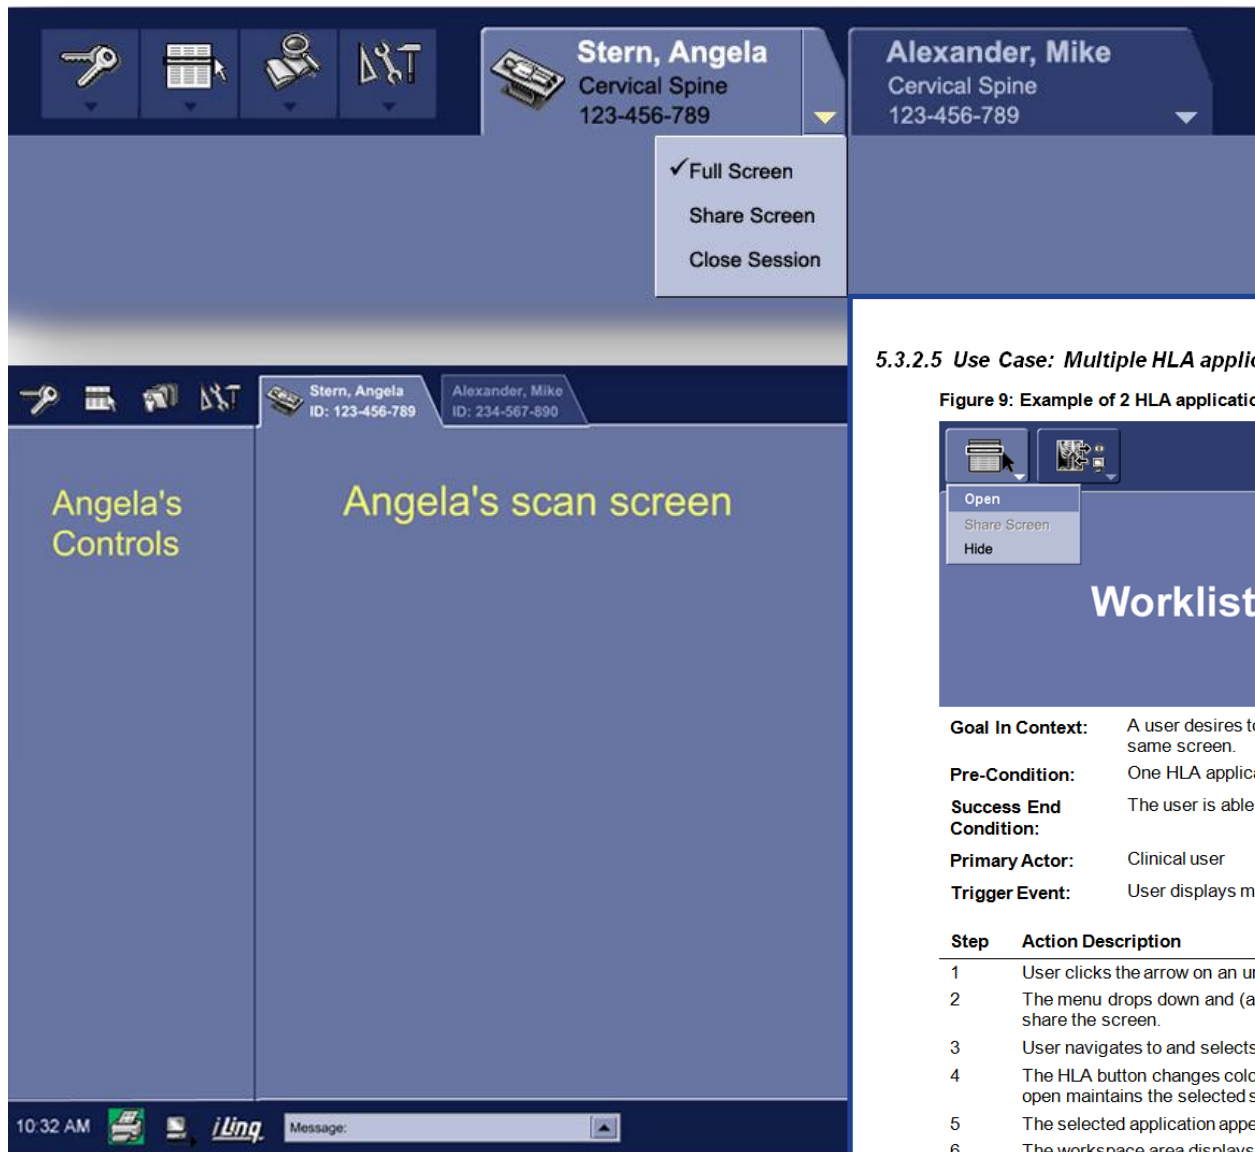 Stern, Angela
Cervical Spine
123-456-789
Alexander, Mike
Cervical Spine
123-456-789
✓Full Screen
Share Screen
Close Session
Stern, Angela
ID: 123-456-789
Alexander, Mike
ID: 234-567-890
Angela's
Controls
Angela's scan screen
10:32 AM
iLinq
Message:
5.3.2.5 Use Case: Multiple HLA
Figure 9: Example of 2 HLA
Open
Share Screen
Hide
Worklist
Goal In Context: A user desires
same screen.
Pre-Condition: One HLA
Success End The user is able
Condition:
Primary Actor: Clinical user
Trigger Event: User displays
Step Action Description
1 User clicks the arrow on an
2 The menu drops down and
share the screen.
3 User navigates to and selects
4 The HLA button changes
open maintains the selected
5 The selected application
6 The workspace area displays